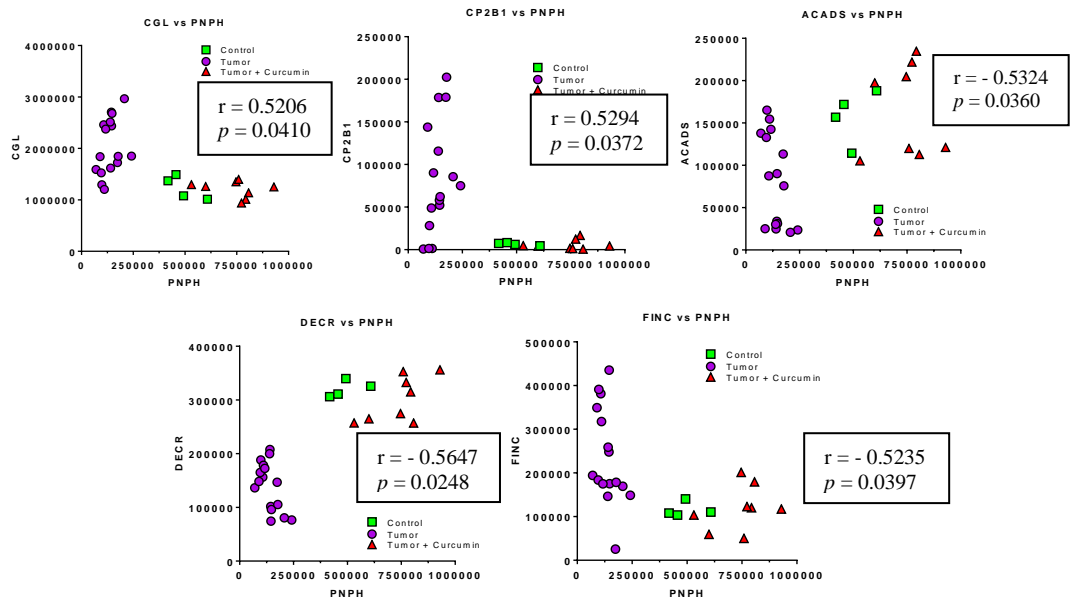 CGL vs PNPH
4000000
3000000
2000000
1000000
0
CGL
0 250000 500000 750000 1000000
PNPH
Control
Tumor
Tumor + Curcumin
r = 0.5206
p = 0.0410
CP2B1 vs PNPH
250000
200000
150000
100000
50000
0
CP2B1
0 250000 500000 750000 1000000
PNPH
Control
Tumor
Tumor + Curcumin
r = 0.5294
p = 0.0372
ACADS vs PNPH
250000
200000
150000
100000
50000
0
ACADS
0 250000 500000 750000 1000000
PNPH
r = - 0.5324
p = 0.0360
Control
Tumor
Tumor + Curcumin
DECR vs PNPH
400000
300000
200000
100000
0
DECR
0 250000 500000 750000 1000000
PNPH
r = - 0.5647
p = 0.0248
Control
Tumor
Tumor + Curcumin
FINC vs PNPH
500000
400000
300000
200000
100000
0
FINC
0 250000 500000 750000 1000000
PNPH
Control
Tumor
Tumor + Curcumin
r = - 0.5235
p = 0.0397